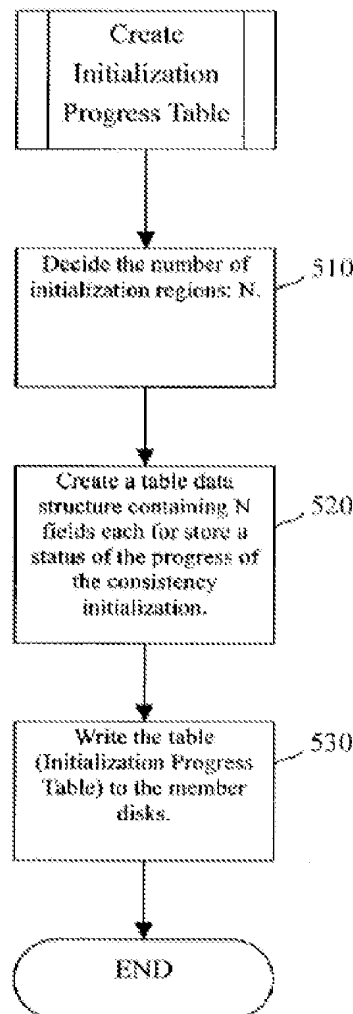 Create
Initialization
Progress Table
Decide the number of
initialization regions: N.
510
Create a table data
structure containing N
fields each for store a
status of the progress of
the consistency
initialization.
520
Write the table
(Initialization Progress
Table) to the member
disks.
530
END